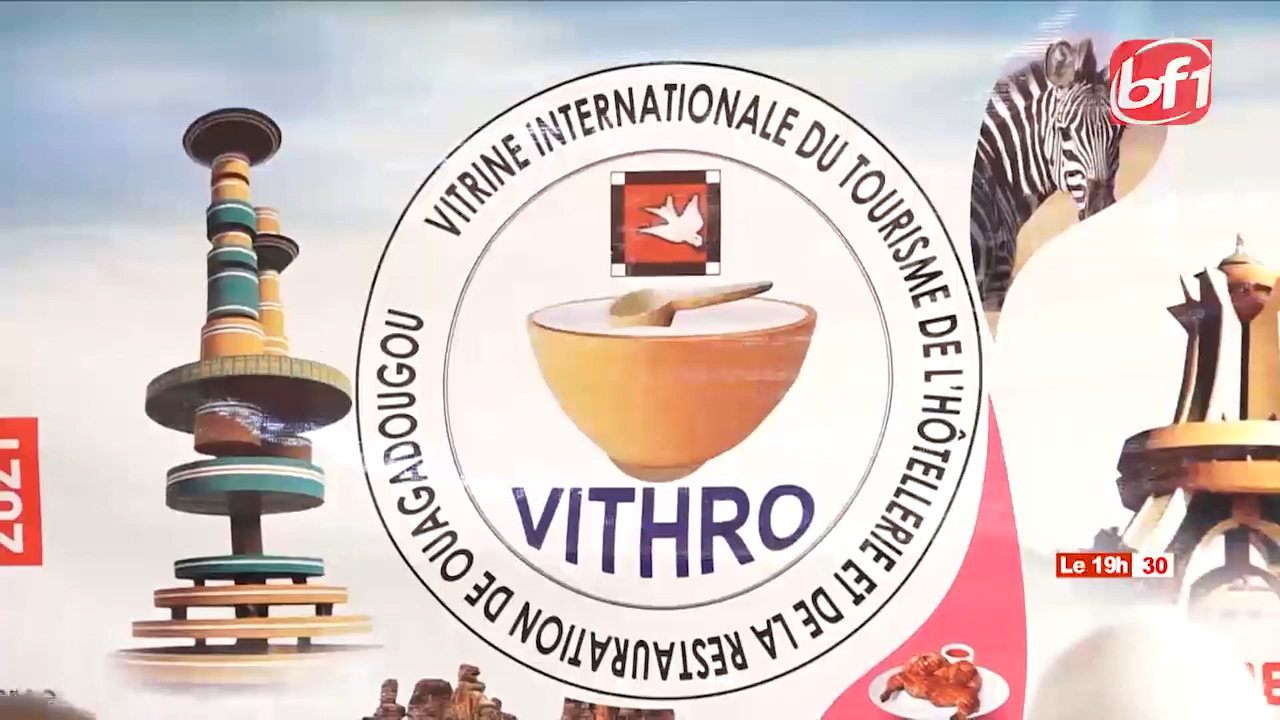 bf1
VITRINE INTERNATIONALE DU TOURISME DE L'HÔTELLERIE ET DE LA RESTAURATION DE OUAGADOUGOU
VITHRO
2021
Le 19h 30